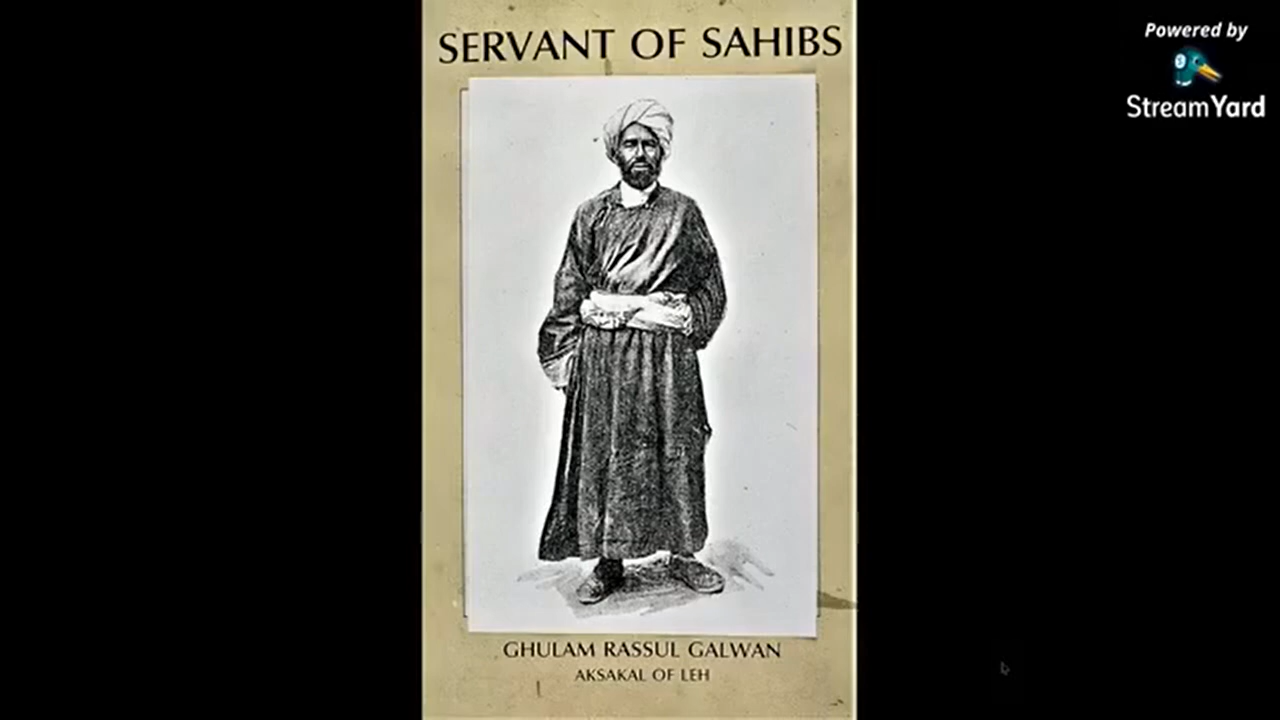 SERVANT OF SAHIBS
Powered by
StreamYard
GHULAM RASSUL GALWAN
AKSAKAL OF LEH